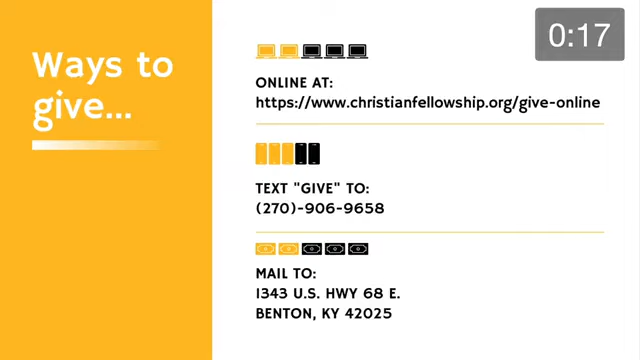 Ways to
give...
0:17
ONLINE AT:
https://www.christianfellowship.org/give-online
TEXT "GIVE" TO:
(270)-906-9658
MAIL TO:
1343 U.S. HWY 68 E.
BENTON, KY 42025